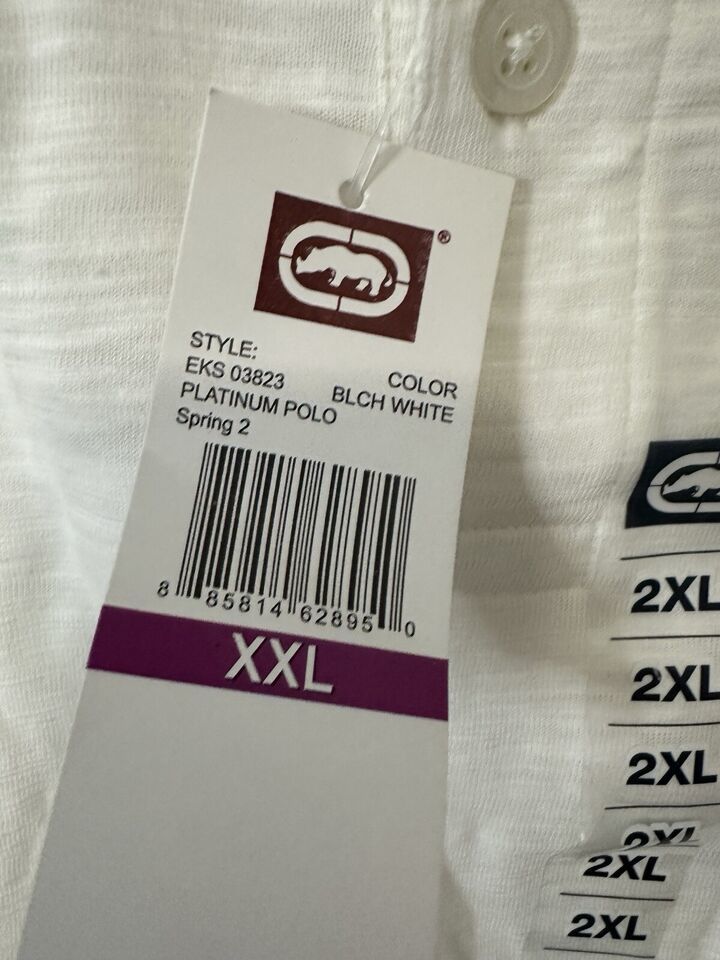 ®
STYLE:
EKS 03823 COLOR
PLATINUM POLO BLCH WHITE
Spring 2
8 85814 62895 0
XXL
2XL
2XL
2XL
2XL
2XL
2XL